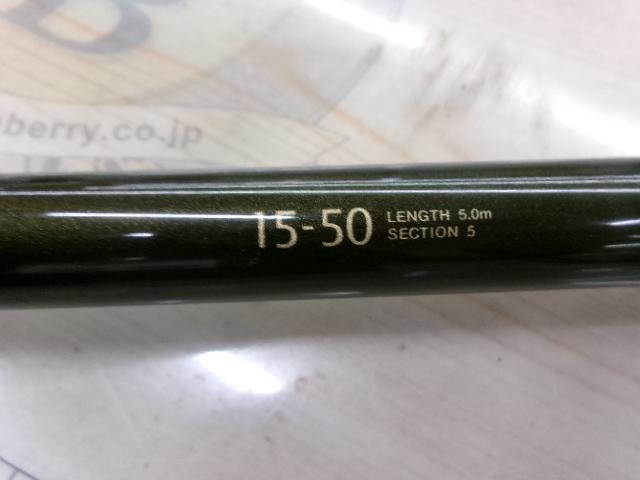 B
berry.co.jp
15-50
LENGTH 5.0m
SECTION 5